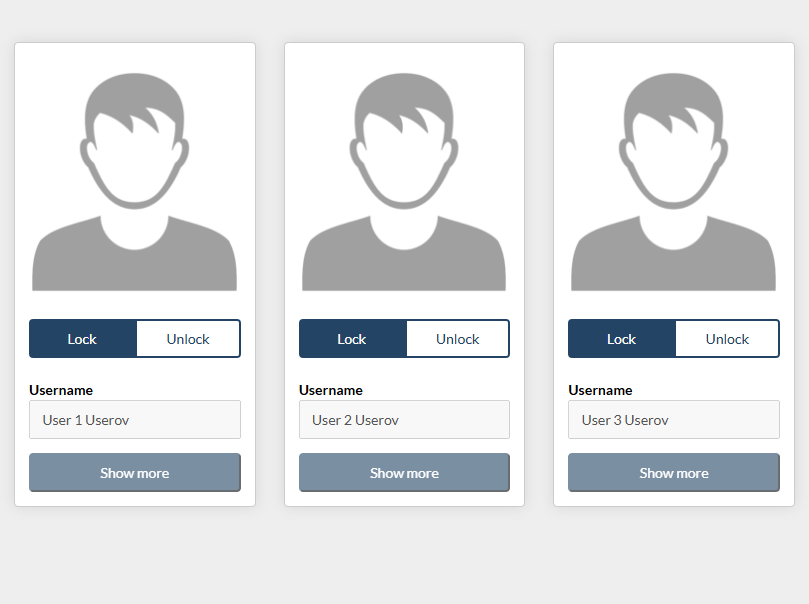 Lock Unlock
Username
User 1 Userov
Show more
Lock Unlock
Username
User 2 Userov
Show more
Lock Unlock
Username
User 3 Userov
Show more